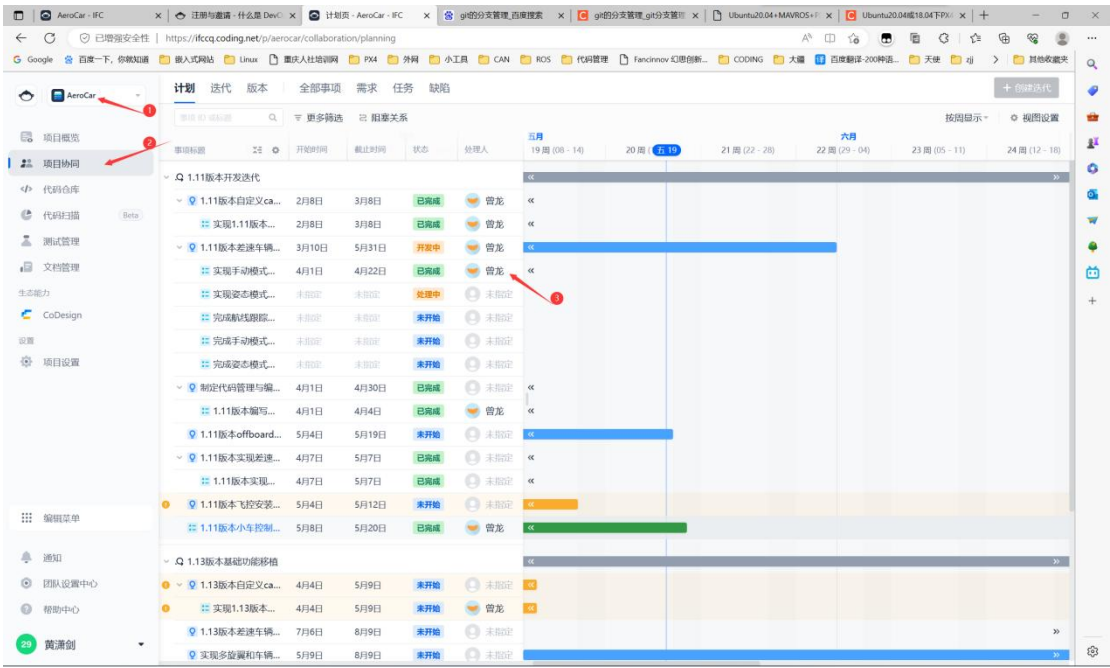 AeroCar - IFC
注册与邀请 - 什么是 DevO
计划页 - AeroCar - IFC
git的分支管理_百度搜索
git的分支管理_git分支管理
Ubuntu20.04+MAVROS+F
Ubuntu20.04或18.04下PX4
已增强安全性
https://ifccq.coding.net/p/aerocar/collaboration/planning
Google
百度一下，你就知道
嵌入式网站
Linux
重庆人社培训网
PX4
外网
小工具
CAN
ROS
代码管理
Fancinnov 幻思创新...
CODING
大疆
百度翻译-200种语...
天使
zjj
其他收藏夹
AeroCar
1
计划 迭代 版本 全部事项 需求 任务 缺陷
+ 创建迭代
事项 ID 或标题
更多事项
阻塞关系
按周显示
视图设置
项目概览
2
项目协同
代码仓库
代码扫描 Beta
测试管理
文档管理
生态能力
CoDesign
设置
项目设置
编辑菜单
通知
团队设置中心
帮助中心
29 黄潇剑
事项标题 开始时间 截止时间 状态 处理人
五月
六月
19 周 (08 - 14) 20 周 ( 五 19 21 周 (22 - 28) 22 周 (29 - 04) 23 周 (05 - 11) 24 周 (12 - 18)
1.11版本开发迭代
1.11版本自定义ca... 2月8日 3月8日 已完成 曾龙
实现1.11版本... 2月8日 3月8日 已完成 曾龙
1.11版本差速车辆... 3月10日 5月31日 开发中 曾龙
实现手动模式... 4月1日 4月22日 已完成 曾龙
3
实现姿态模式... 未指定 未指定 处理中 未指定
完成航线跟踪... 未指定 未指定 未开始 未指定
完成手动模式... 未指定 未指定 未开始 未指定
完成姿态模式... 未指定 未指定 未开始 未指定
制定代码管理与编... 4月1日 4月30日 已完成 未指定
1.11版本编写... 4月1日 4月4日 已完成 曾龙
1.11版本offboard... 5月4日 5月19日 未开始 未指定
1.11版本实现差速... 4月7日 5月7日 已完成 未指定
1.11版本实现... 4月7日 5月7日 已完成 未指定
1.11版本飞控安装... 5月4日 5月12日 未开始 未指定
1.11版本小车控制... 5月8日 5月20日 已完成 曾龙
1.13版本基础功能移植
1.13版本自定义ca... 4月4日 5月9日 未开始 未指定
实现1.13版本... 4月4日 5月9日 未开始 曾龙
1.13版本差速车辆... 7月6日 8月9日 未开始 未指定
实现多旋翼和车辆... 5月9日 8月9日 未开始 未指定